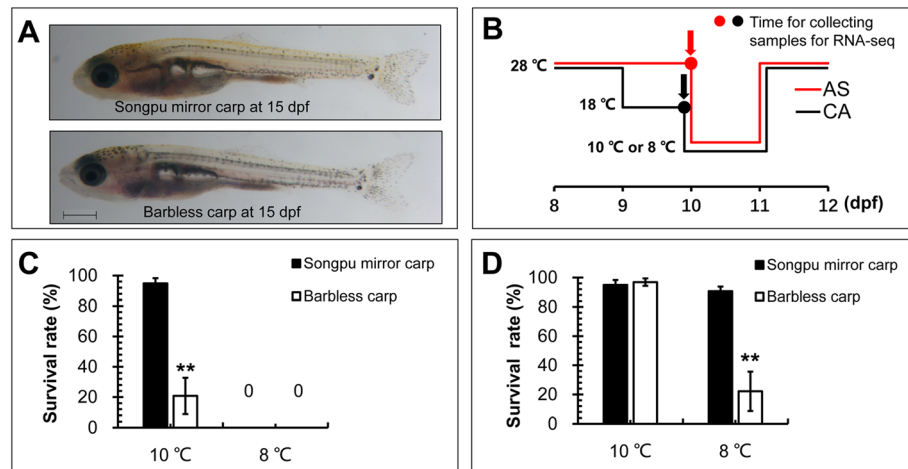 A
Songpu mirror carp at 15 dpf
Barbless carp at 15 dpf
B
Time for collecting
samples for RNA-seq
28 ℃
18 ℃
10 ℃ or 8 ℃
AS
CA
8 9 10 11 12 (dpf)
C
Songpu mirror carp
Barbless carp
Survival rate (%)
100
80
60
40
20
0
**
0 0
10 ℃ 8 ℃
D
Songpu mirror carp
Barbless carp
Survival rate (%)
100
80
60
40
20
0
**
10 ℃ 8 ℃